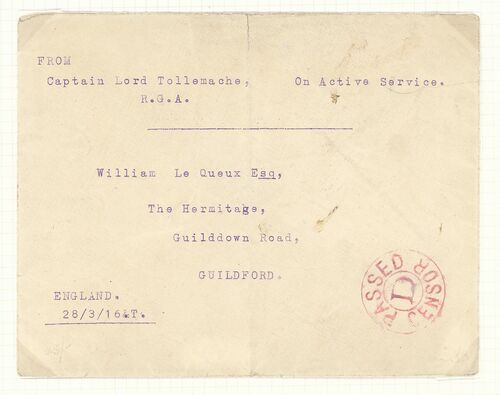 FROM
Captain Lord Tollemache, On Active Service.
R.G.A.
William Le Queux Esq,
The Hermitage,
Guilddown Road,
GUILDFORD.
ENGLAND.
28/3/16&T.
PASSED CENSOR
D